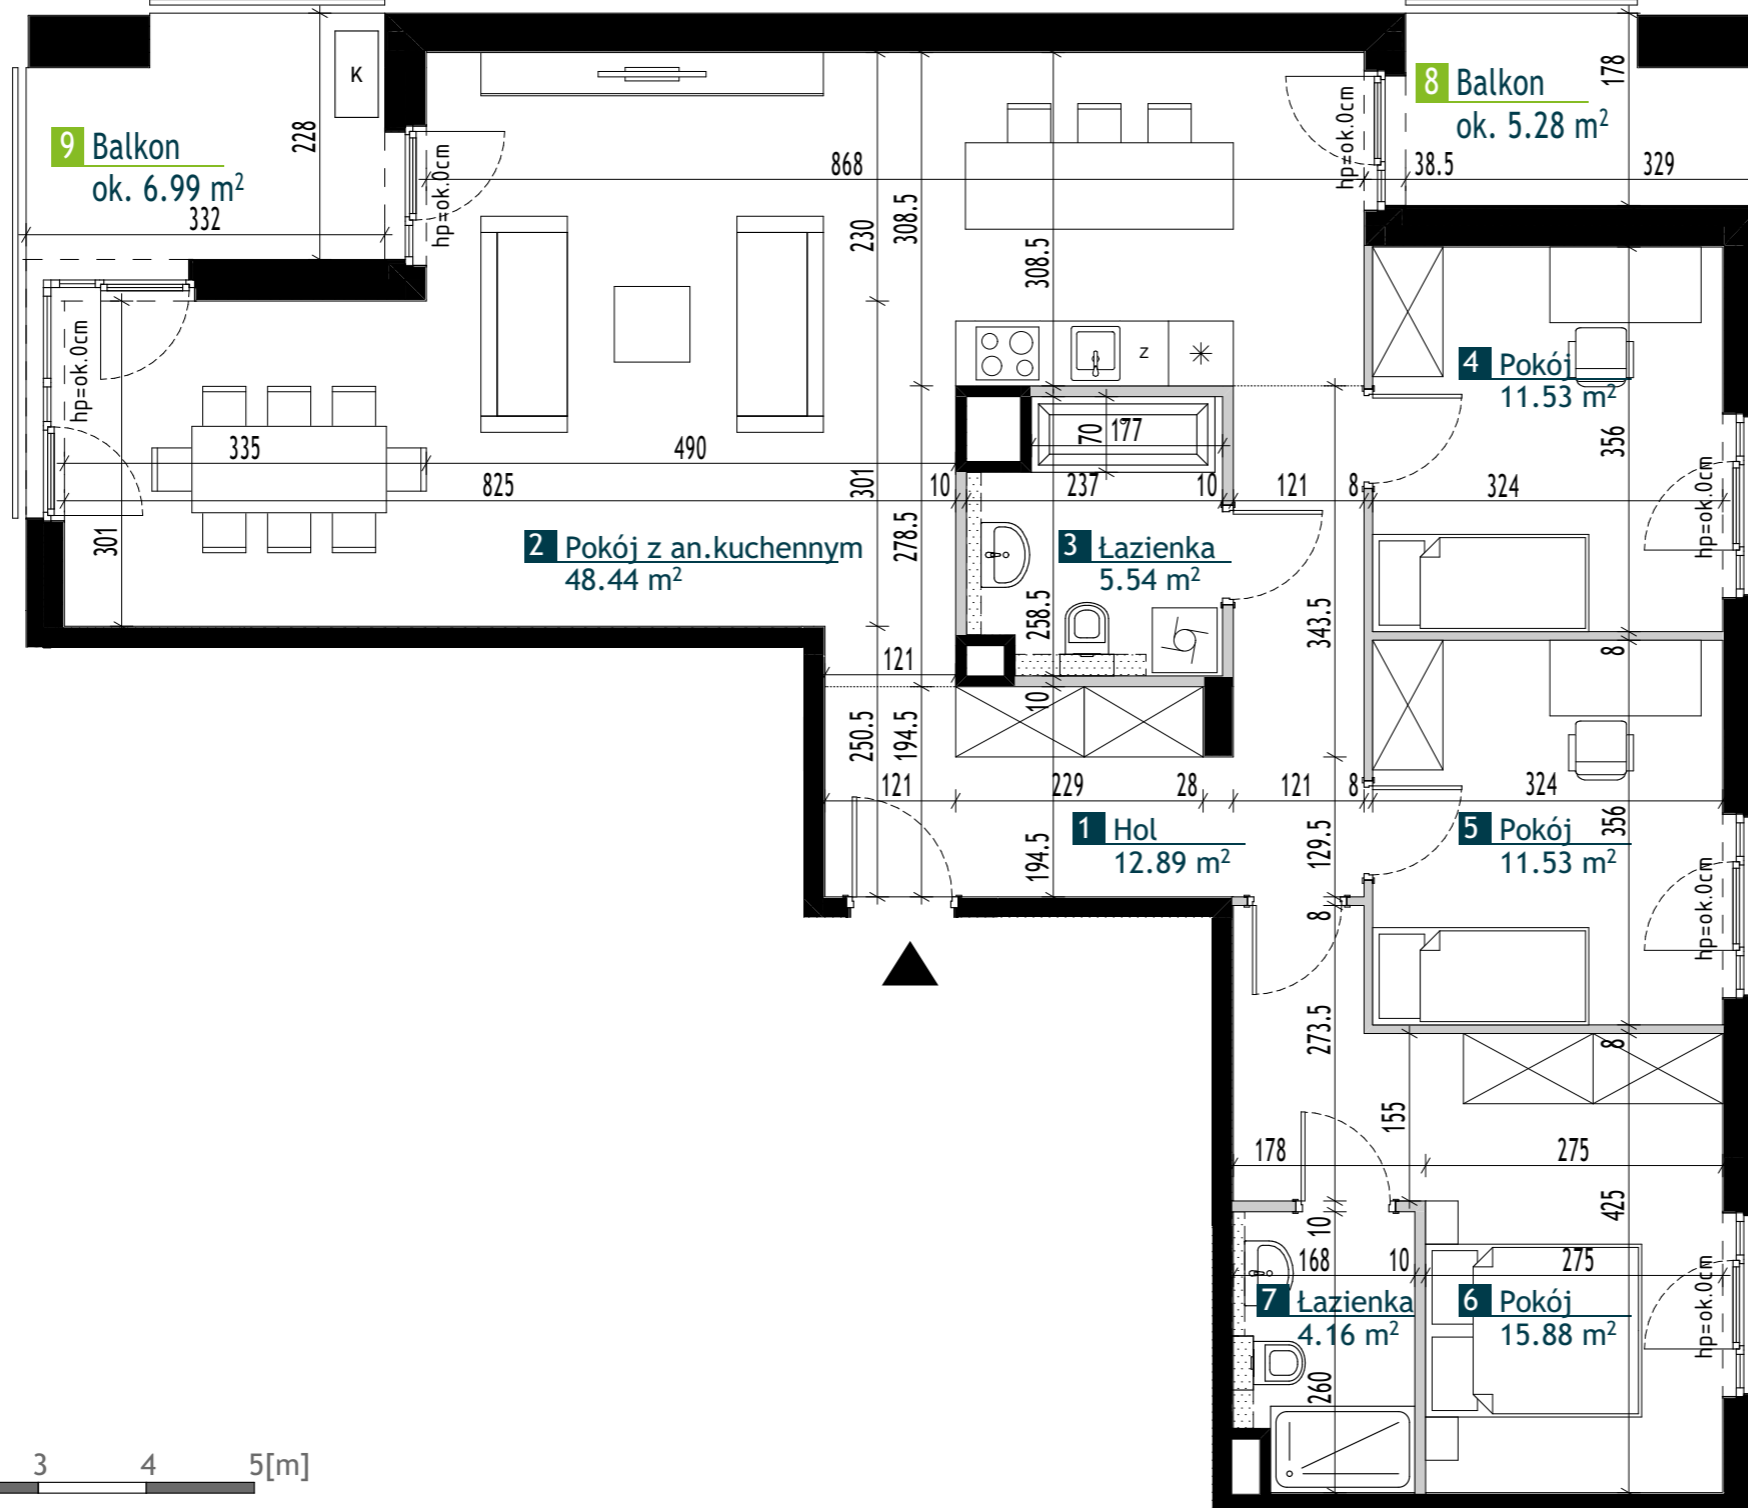 K
178
8 Balkon
ok. 5.28 m²
228
9 Balkon
ok. 6.99 m²
332
hp=ok.0cm
868
hp=ok.0cm
38.5
329
230
308.5
308.5
hp=ok.0cm
z
4 Pokój
11.53 m²
356
70
177
335
490
825
10
237
10
121
8
324
hp=ok.0cm
301
301
278.5
2 Pokój z an.kuchennym
48.44 m²
3 Łazienka
5.54 m²
258.5
343.5
121
8
10
250.5
194.5
121
229
28
121
8
324
356
1 Hol
12.89 m²
194.5
129.5
5 Pokój
11.53 m²
hp=ok.0cm
8
273.5
8
155
178
275
425
10
168
10
275
hp=ok.0cm
7 Łazienka
4.16 m²
6 Pokój
15.88 m²
260
3 4 5[m]